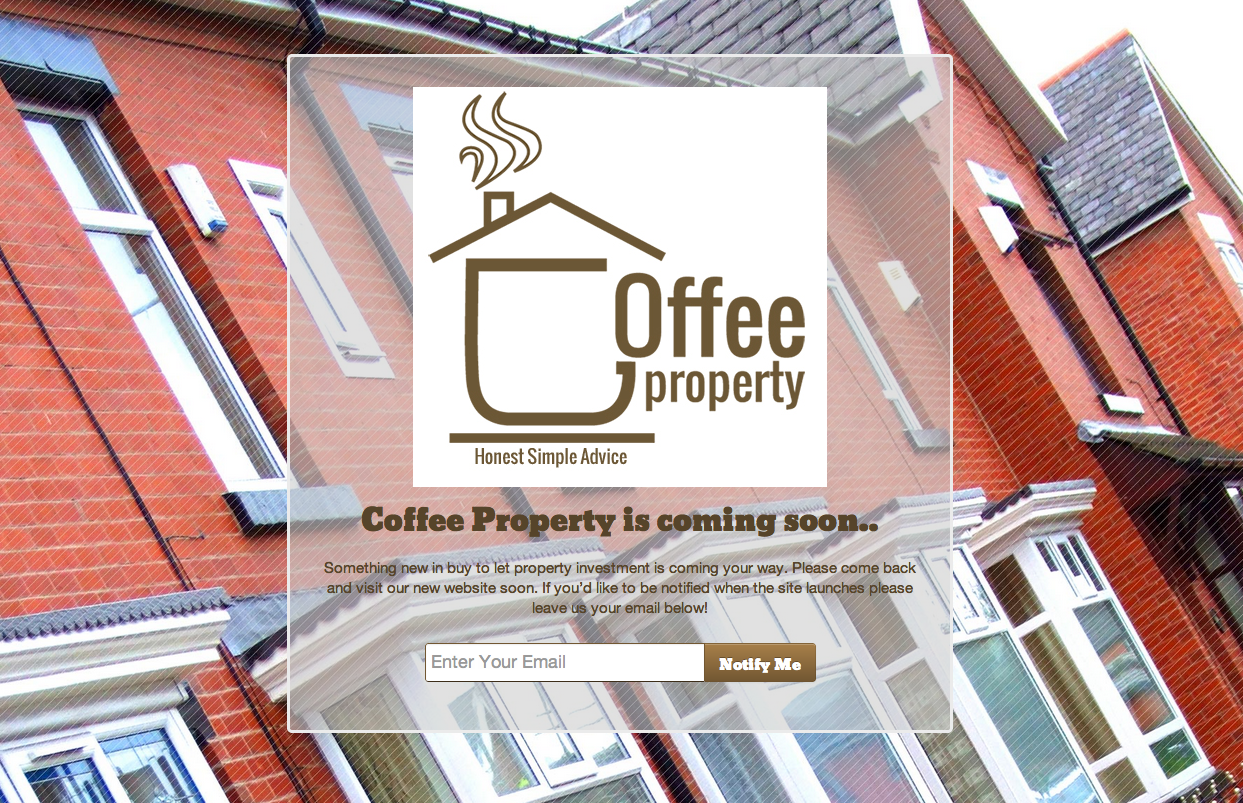 Coffee
property
Honest Simple Advice
Coffee Property is coming soon..
Something new in buy to let property investment is coming your way. Please come back
and visit our new website soon. If you’d like to be notified when the site launches please
leave us your email below!
Enter Your Email Notify Me